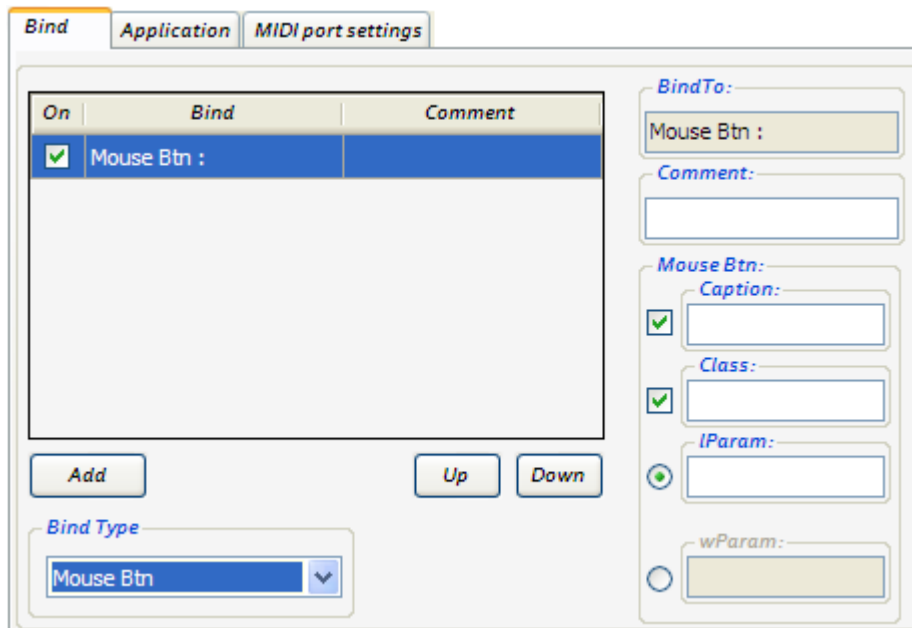 Bind
Application
MIDI port settings
On
Bind
Comment
Mouse Btn :
BindTo:
Mouse Btn :
Comment:
Mouse Btn:
Caption:
Class:
lParam:
wParam:
Add
Up
Down
Bind Type
Mouse Btn